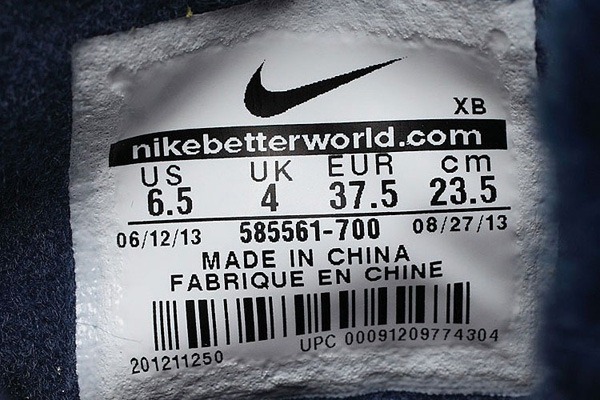 XB
nikebetterworld.com
US UK EUR cm
6.5 4 37.5 23.5
06/12/13 585561-700 08/27/13
MADE IN CHINA
FABRIQUE EN CHINE
201211250 UPC 00091209774304